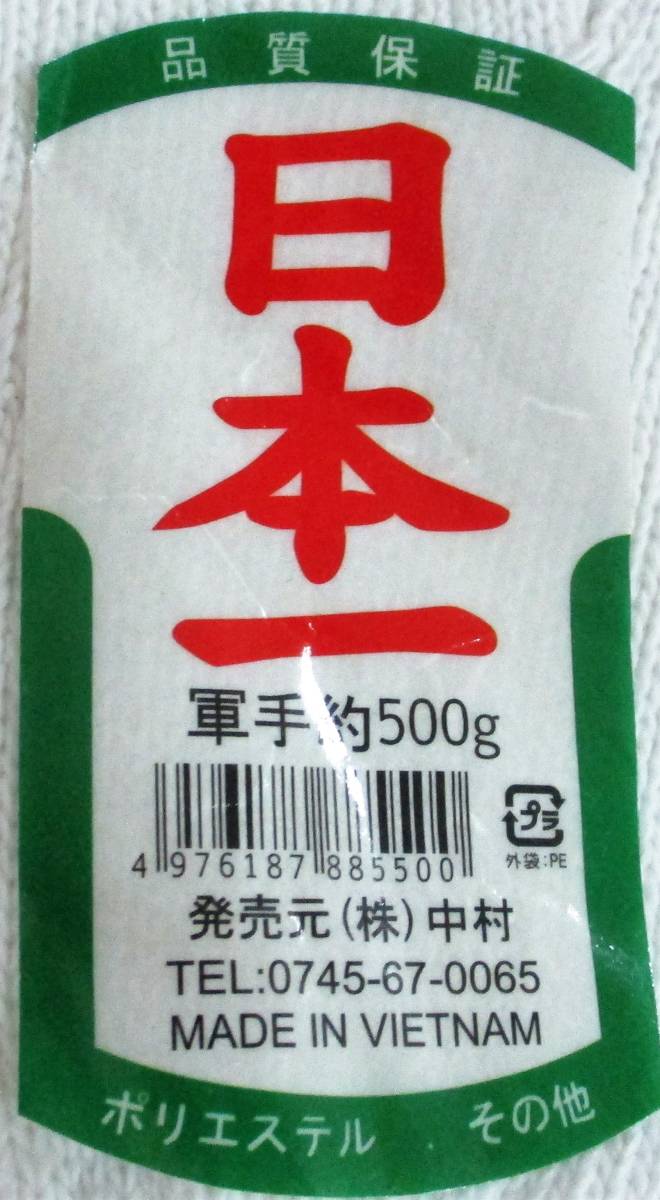 品質保証
日本一
軍手約500g
プラ
外袋:PE
4 976187 885500
発売元(株)中村
TEL:0745-67-0065
MADE IN VIETNAM
ポリエステル その他